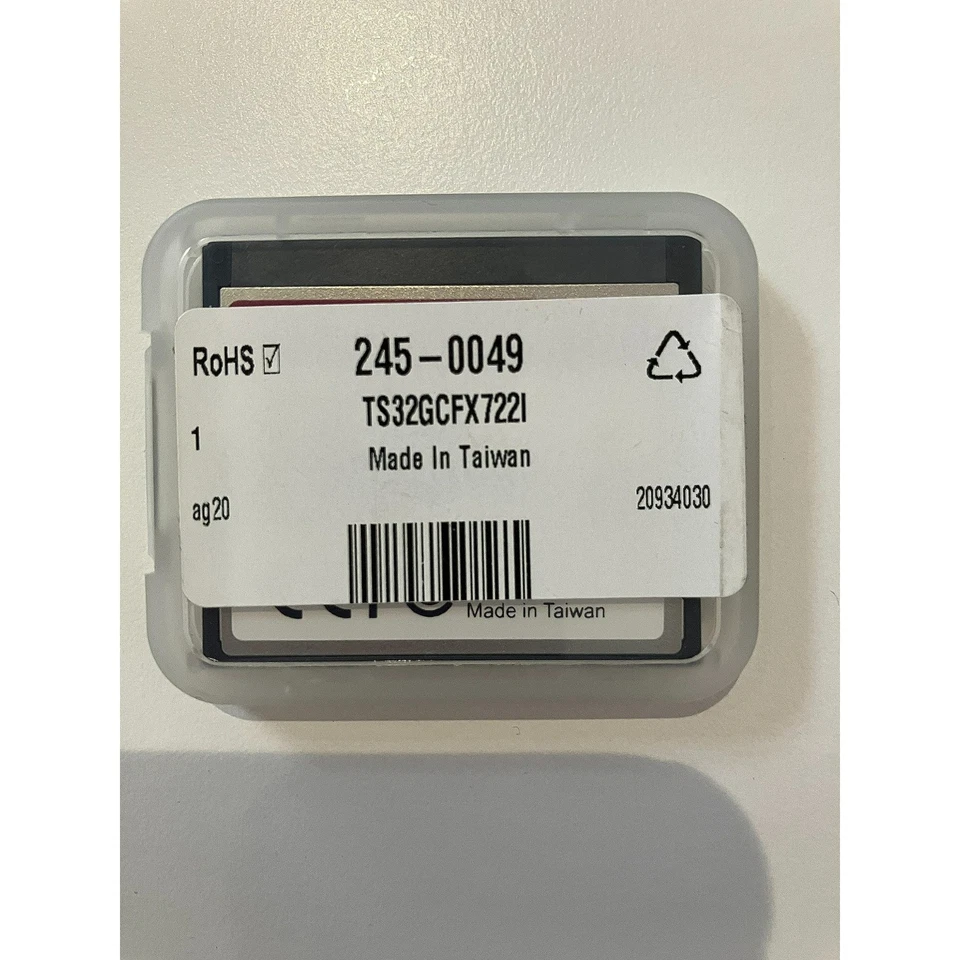 RoHS ☑ 245-0049
TS32GCFX722I
1
Made In Taiwan
ag20 20934030
Made in Taiwan